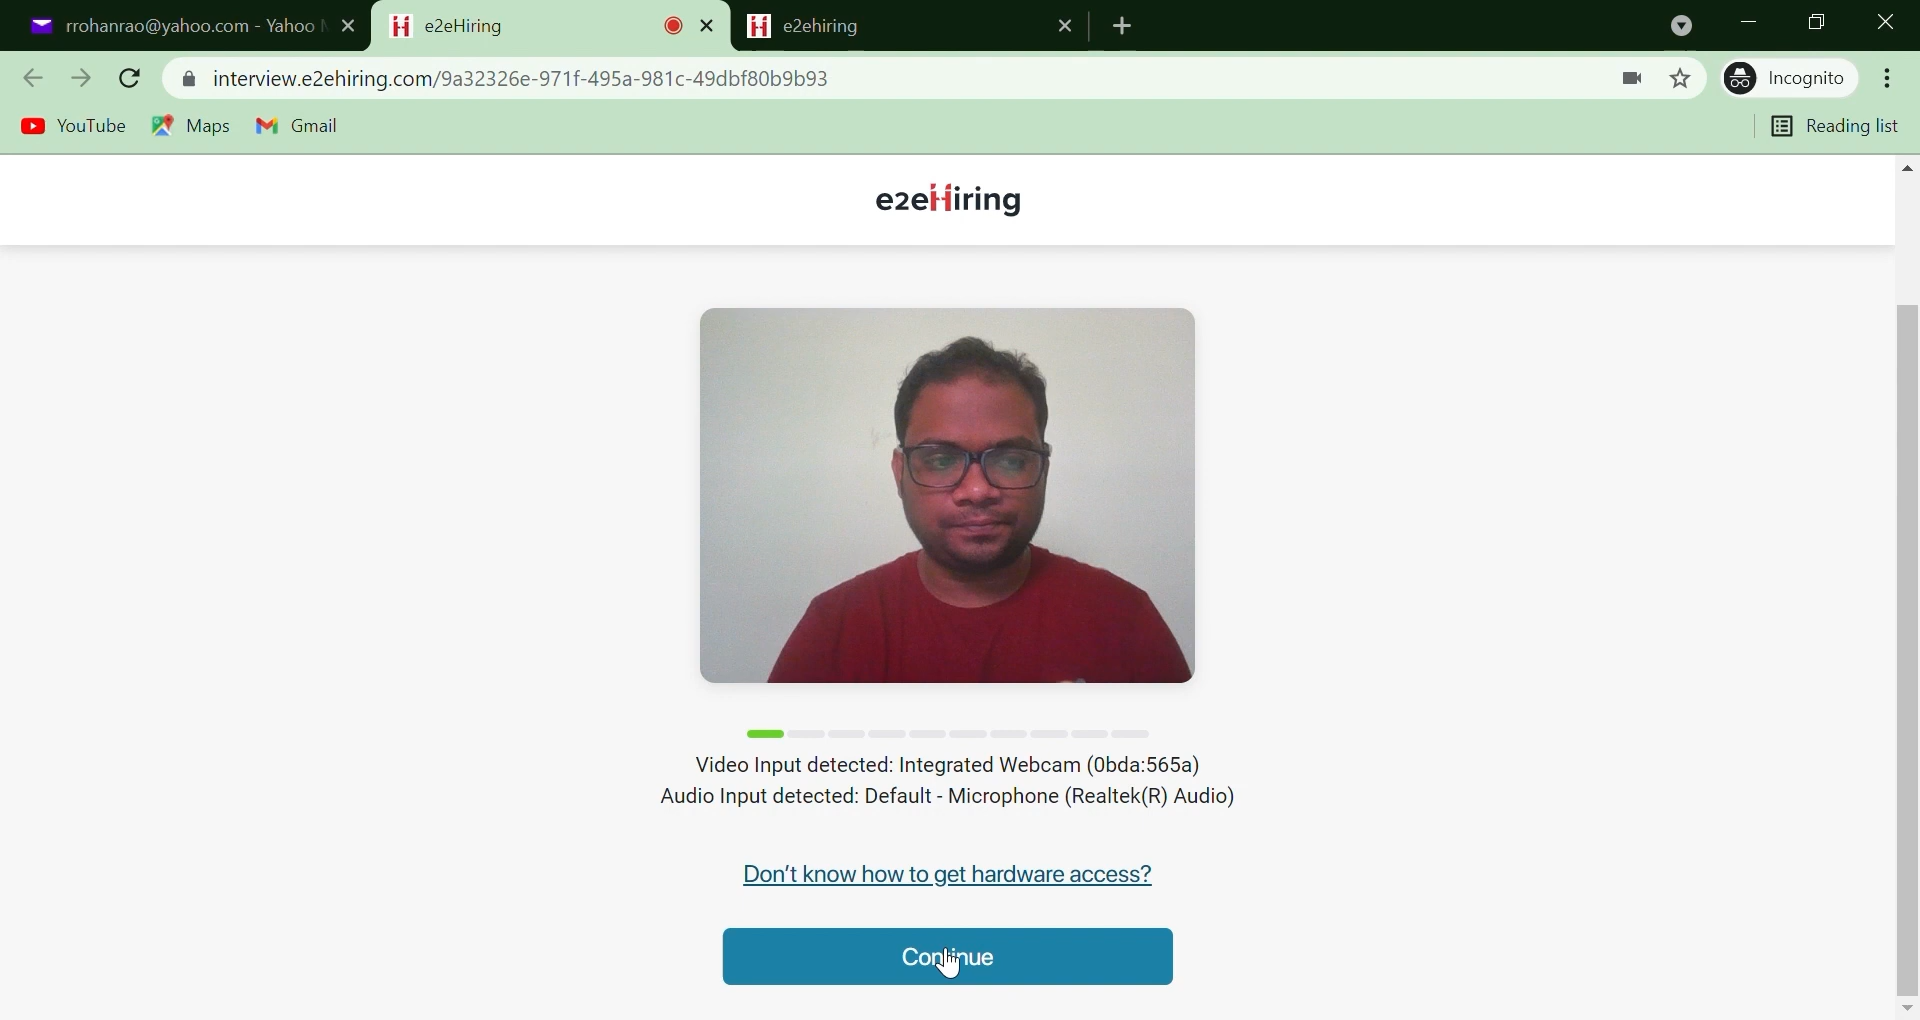 rrohanrao@yahoo.com - Yahoo
e2eHiring
e2ehiring
interview.e2ehiring.com/9a32326e-971f-495a-981c-49dbf80b9b93
Incognito
YouTube
Maps
Gmail
Reading list
e2eHiring
Video Input detected: Integrated Webcam (0bda:565a)
Audio Input detected: Default - Microphone (Realtek(R) Audio)
Don't know how to get hardware access?
Continue